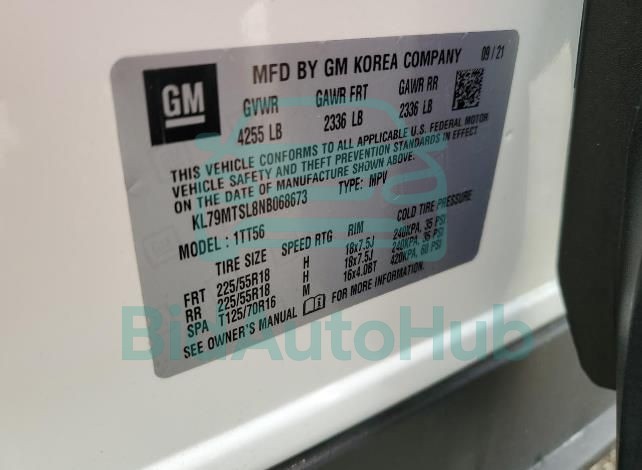 GM
MFD BY GM KOREA COMPANY 09/21
GVWR GAWR FRT GAWR RR
4255 LB 2336 LB 2336 LB
THIS VEHICLE CONFORMS TO ALL APPLICABLE U.S. FEDERAL MOTOR
VEHICLE SAFETY AND THEFT PREVENTION STANDARDS IN EFFECT
ON THE DATE OF MANUFACTURE SHOWN ABOVE.
KL79MTSL8NB068673 TYPE: MPV
MODEL: 1TT56
TIRE SIZE SPEED RTG RIM COLD TIRE PRESSURE
FRT 225/55R18 H 18x7.5J 240KPA, 35 PSI
RR 225/55R18 H 18x7.5J 240KPA, 35 PSI
SPA T125/70R16 M 16x4.0BT 420KPA, 60 PSI
SEE OWNER'S MANUAL FOR MORE INFORMATION.
BidAutoHub